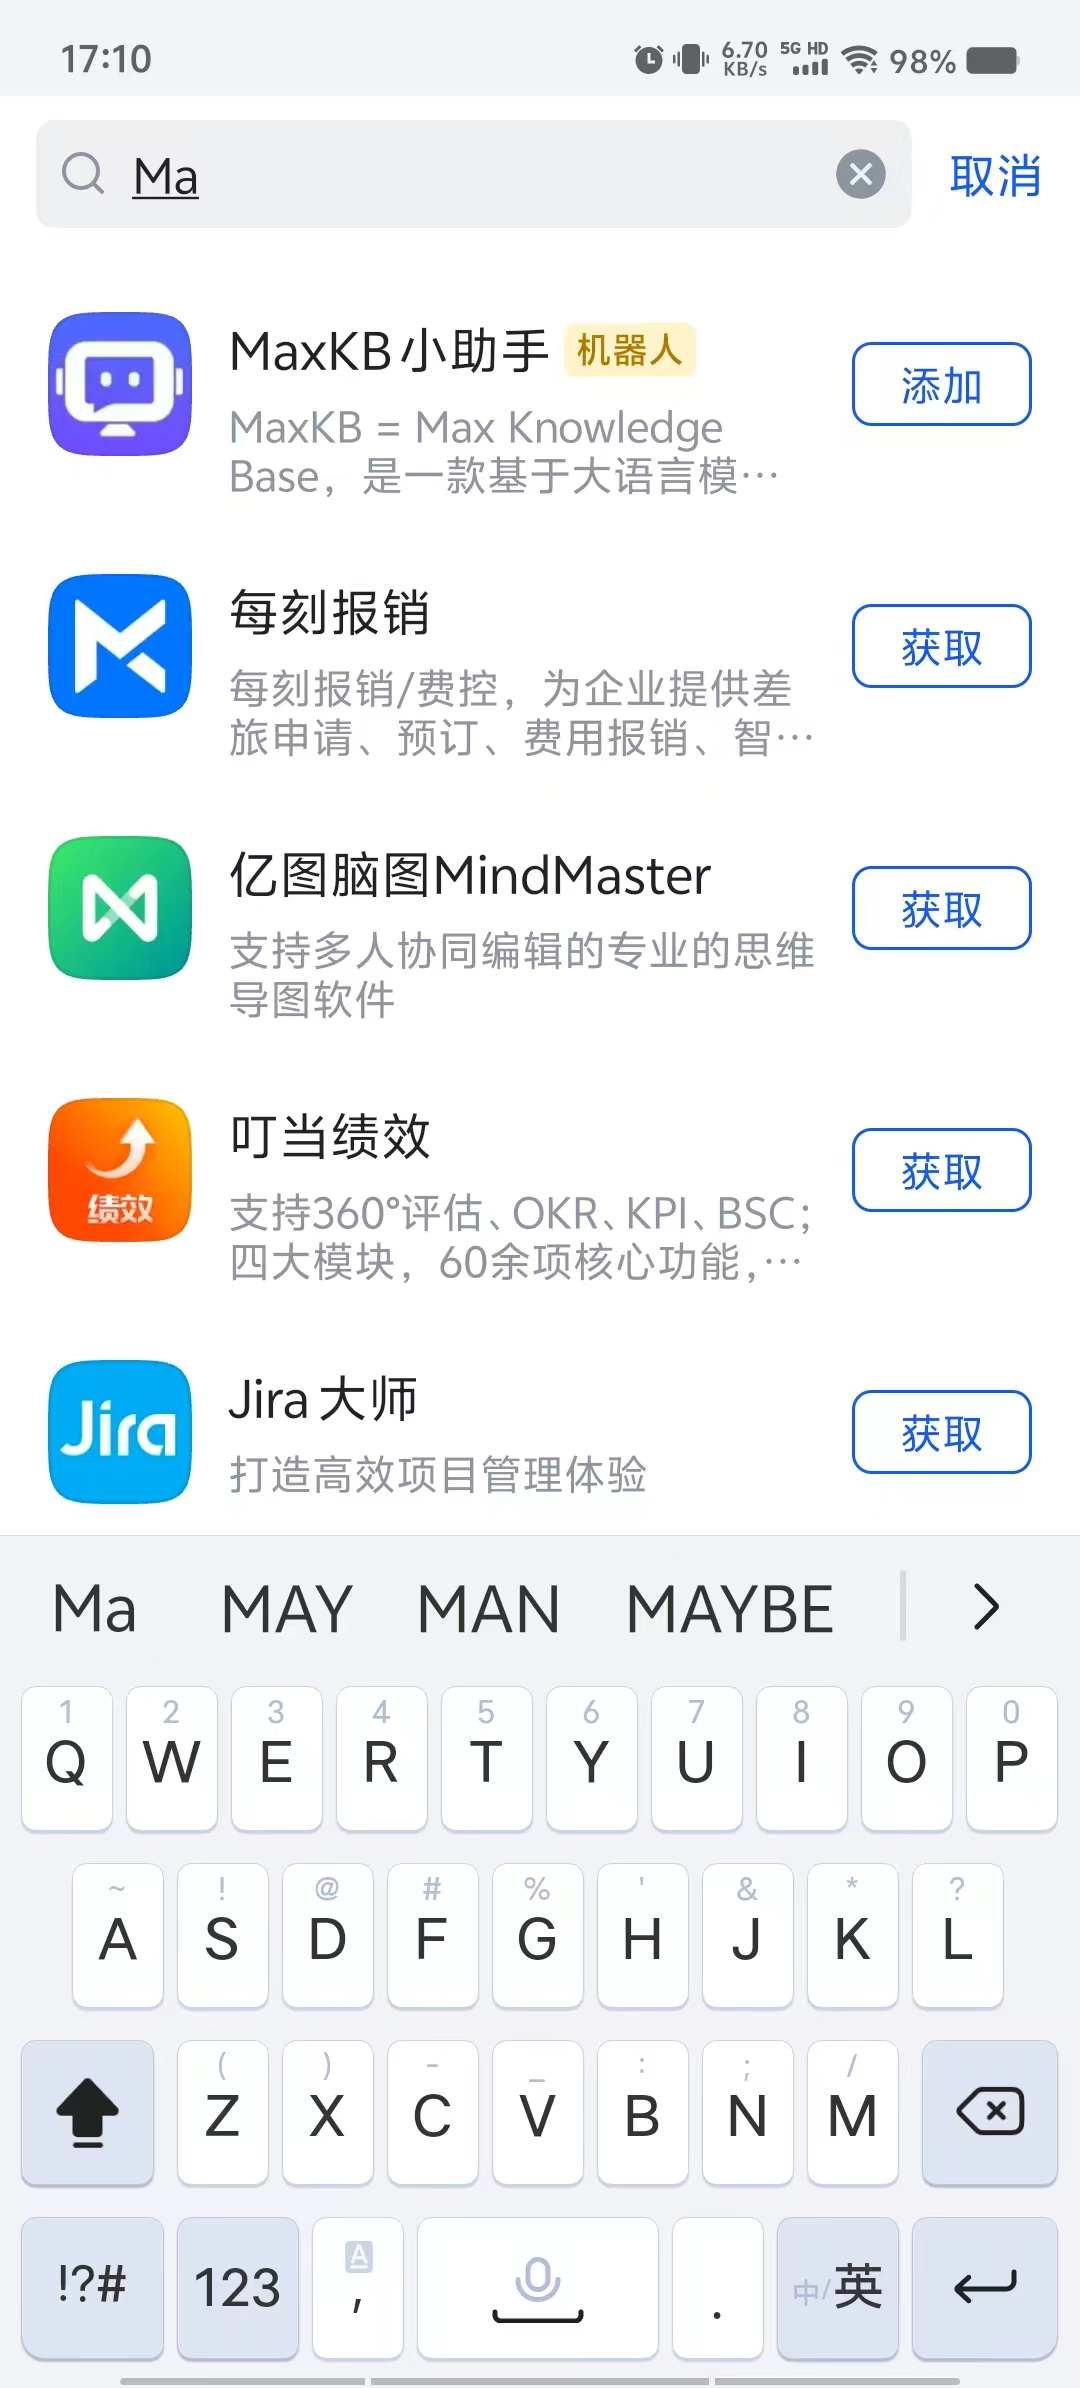 17:10
6.70 KB/s 5G HD 98%
Ma
取消
MaxKB小助手 机器人
添加
MaxKB = Max Knowledge
Base，是一款基于大语言模…
每刻报销
获取
每刻报销/费控，为企业提供差
旅申请、预订、费用报销、智…
亿图脑图MindMaster
获取
支持多人协同编辑的专业的思维
导图软件
绩效
叮当绩效
获取
支持360°评估、OKR、KPI、BSC；
四大模块，60余项核心功能，…
Jira
Jira 大师
获取
打造高效项目管理体验
Ma MAY MAN MAYBE
1 2 3 4 5 6 7 8 9 0
Q W E R T Y U I O P
~ ! @ # % ' & * ?
A S D F G H J K L
( ) - _ : ; /
Z X C V B N M
!?# 123 A , . 中/英